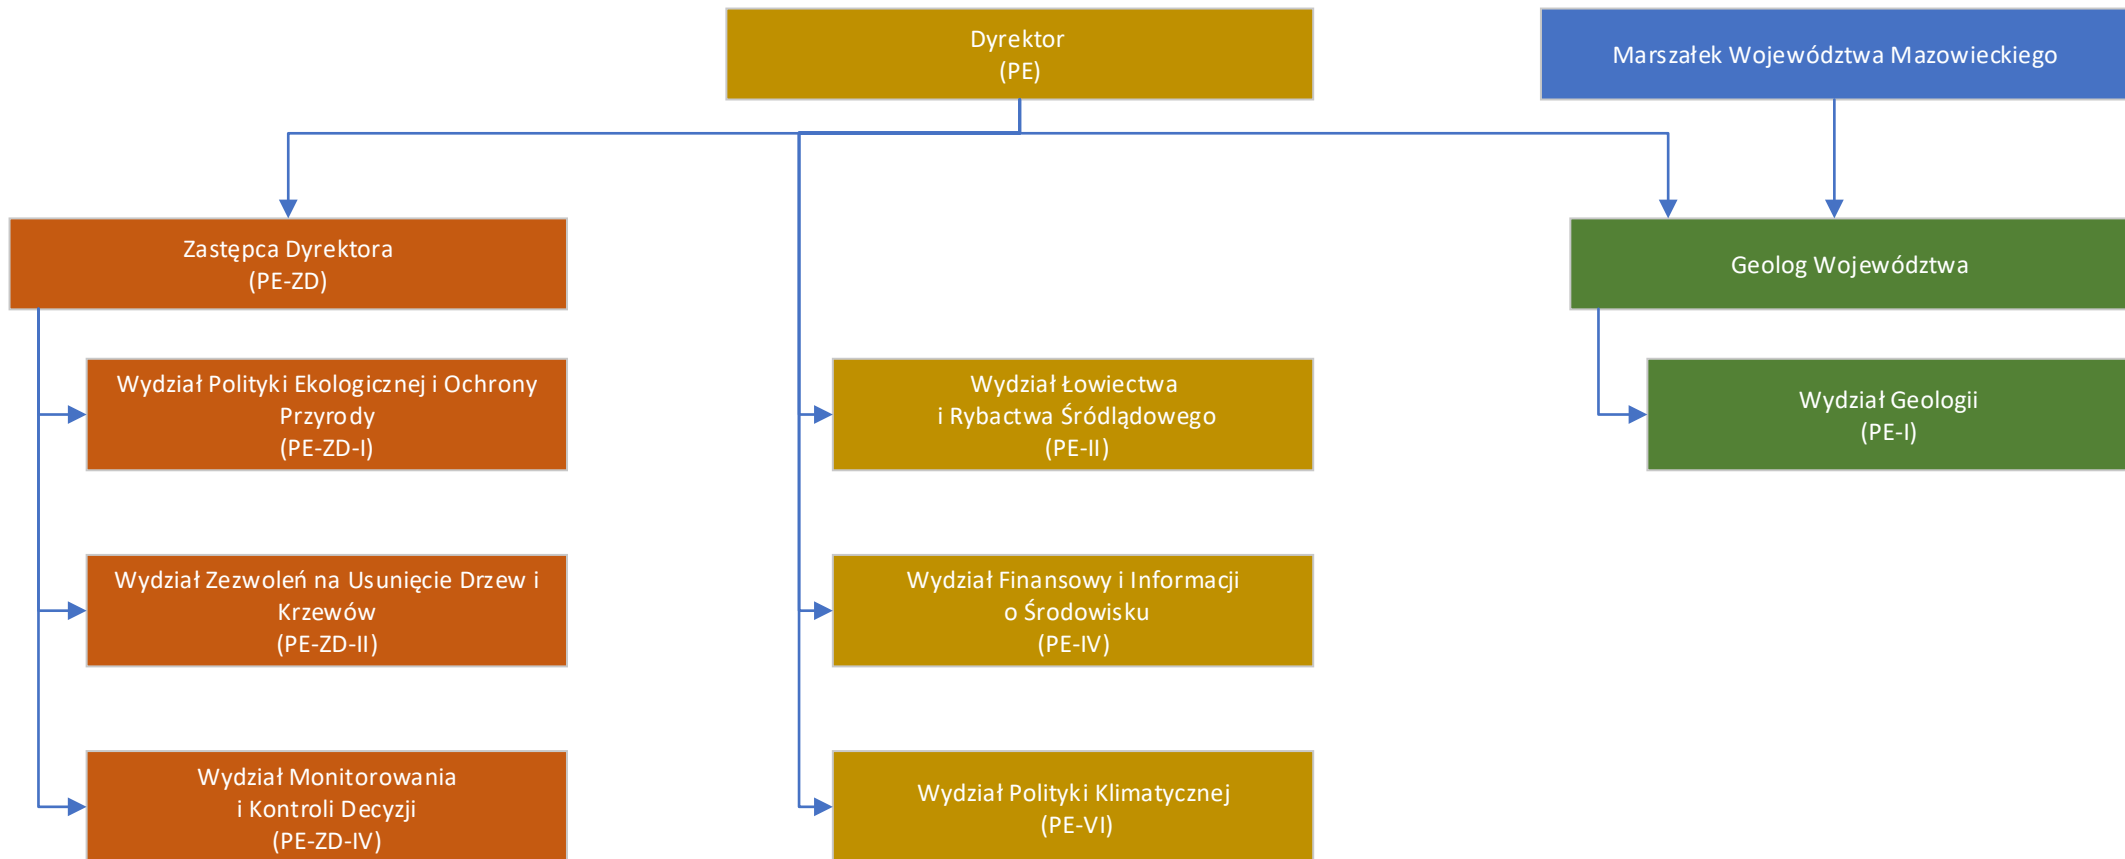 Dyrektor
(PE)
Marszałek Województwa Mazowieckiego
Zastępca Dyrektora
(PE-ZD)
Geolog Województwa
Wydział Polityki Ekologicznej i Ochrony
Przyrody
(PE-ZD-I)
Wydział Łowiectwa
i Rybactwa Śródlądowego
(PE-II)
Wydział Geologii
(PE-I)
Wydział Zezwoleń na Usunięcie Drzew i
Krzewów
(PE-ZD-II)
Wydział Finansowy i Informacji
o Środowisku
(PE-IV)
Wydział Monitorowania
i Kontroli Decyzji
(PE-ZD-IV)
Wydział Polityki Klimatycznej
(PE-VI)